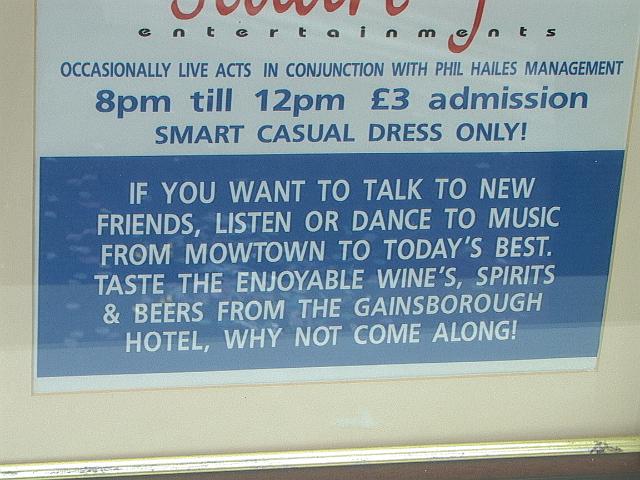 entertainments
OCCASIONALLY LIVE ACTS IN CONJUNCTION WITH PHIL HAILES MANAGEMENT
8pm till 12pm £3 admission
SMART CASUAL DRESS ONLY!
IF YOU WANT TO TALK TO NEW
FRIENDS, LISTEN OR DANCE TO MUSIC
FROM MOWTOWN TO TODAY'S BEST.
TASTE THE ENJOYABLE WINE'S, SPIRITS
& BEERS FROM THE GAINSBOROUGH
HOTEL, WHY NOT COME ALONG!